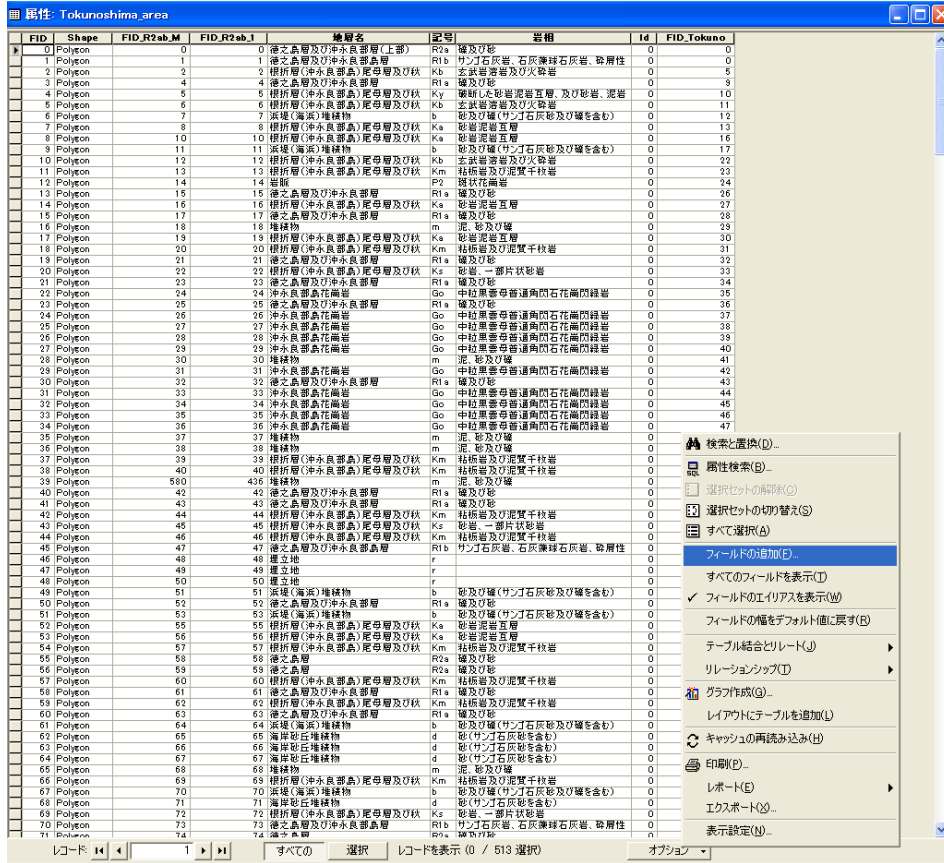 属性: Tokunoshima_area
FID Shape FID_R2ab_M FID_R2ab_1 地層名 記号 岩相 Id FID_Tokuno
0 Polygon 0 0 徳之島層及び沖永良部層(上部) R2a 礫及び砂 0 0
1 Polygon 1 1 徳之島層及び沖永良部島層 R1b サンゴ石灰岩、石灰藻球石灰岩、砕屑性 0 0
2 Polygon 2 2 根折層(沖永良部島)尾母層及び秋 Kb 玄武岩溶岩及び火砕岩 0 5
3 Polygon 4 4 徳之島層及び沖永良部層 R1a 礫及び砂 0 9
4 Polygon 5 5 根折層(沖永良部島)尾母層及び秋 Ky 破断した砂岩泥岩互層、及び砂岩、泥岩 0 10
5 Polygon 6 6 根折層(沖永良部島)尾母層及び秋 Kb 玄武岩溶岩及び火砕岩 0 11
6 Polygon 7 7 浜堤(海浜)堆積物 b 砂及び礫(サンゴ石灰砂及び礫を含む) 0 12
7 Polygon 8 8 根折層(沖永良部島)尾母層及び秋 Ka 砂岩泥岩互層 0 13
8 Polygon 10 10 根折層(沖永良部島)尾母層及び秋 Ka 砂岩泥岩互層 0 16
9 Polygon 11 11 浜堤(海浜)堆積物 b 砂及び礫(サンゴ石灰砂及び礫を含む) 0 17
10 Polygon 12 12 根折層(沖永良部島)尾母層及び秋 Kb 玄武岩溶岩及び火砕岩 0 22
11 Polygon 13 13 根折層(沖永良部島)尾母層及び秋 Km 粘板岩及び泥質千枚岩 0 23
12 Polygon 14 14 岩脈 P2 斑状花崗岩 0 24
13 Polygon 15 15 徳之島層及び沖永良部層 R1a 礫及び砂 0 26
14 Polygon 16 16 根折層(沖永良部島)尾母層及び秋 Ka 砂岩泥岩互層 0 27
15 Polygon 17 17 徳之島層及び沖永良部層 R1a 礫及び砂 0 28
16 Polygon 18 18 堆積物 m 泥、砂及び礫 0 29
17 Polygon 19 19 根折層(沖永良部島)尾母層及び秋 Ka 砂岩泥岩互層 0 30
18 Polygon 20 20 根折層(沖永良部島)尾母層及び秋 Km 粘板岩及び泥質千枚岩 0 31
19 Polygon 21 21 徳之島層及び沖永良部層 R1a 礫及び砂 0 32
20 Polygon 22 22 根折層(沖永良部島)尾母層及び秋 Ks 砂岩、一部片状砂岩 0 33
21 Polygon 23 23 徳之島層及び沖永良部層 R1a 礫及び砂 0 34
22 Polygon 24 24 沖永良部島花崗岩 Go 中粒黒雲母普通角閃石花崗閃緑岩 0 35
23 Polygon 25 25 徳之島層及び沖永良部層 R1a 礫及び砂 0 36
24 Polygon 26 26 沖永良部島花崗岩 Go 中粒黒雲母普通角閃石花崗閃緑岩 0 37
25 Polygon 27 27 沖永良部島花崗岩 Go 中粒黒雲母普通角閃石花崗閃緑岩 0 38
26 Polygon 28 28 沖永良部島花崗岩 Go 中粒黒雲母普通角閃石花崗閃緑岩 0 39
27 Polygon 29 29 沖永良部島花崗岩 Go 中粒黒雲母普通角閃石花崗閃緑岩 0 40
28 Polygon 30 30 堆積物 m 泥、砂及び礫 0 41
29 Polygon 31 31 沖永良部島花崗岩 Go 中粒黒雲母普通角閃石花崗閃緑岩 0 42
30 Polygon 32 32 徳之島層及び沖永良部層 R1a 礫及び砂 0 43
31 Polygon 33 33 沖永良部島花崗岩 Go 中粒黒雲母普通角閃石花崗閃緑岩 0 44
32 Polygon 34 34 沖永良部島花崗岩 Go 中粒黒雲母普通角閃石花崗閃緑岩 0 45
33 Polygon 35 35 沖永良部島花崗岩 Go 中粒黒雲母普通角閃石花崗閃緑岩 0 46
34 Polygon 36 36 沖永良部島花崗岩 Go 中粒黒雲母普通角閃石花崗閃緑岩 0 47
35 Polygon 37 37 堆積物 m 泥、砂及び礫 0
36 Polygon 38 38 堆積物 m 泥、砂及び礫 0
37 Polygon 39 39 根折層(沖永良部島)尾母層及び秋 Km 粘板岩及び泥質千枚岩 0
38 Polygon 40 40 根折層(沖永良部島)尾母層及び秋 Km 粘板岩及び泥質千枚岩 0
39 Polygon 580 436 堆積物 m 泥、砂及び礫 0
40 Polygon 42 42 徳之島層及び沖永良部層 R1a 礫及び砂 0
41 Polygon 43 43 徳之島層及び沖永良部層 R1a 礫及び砂 0
42 Polygon 44 44 根折層(沖永良部島)尾母層及び秋 Km 粘板岩及び泥質千枚岩 0
43 Polygon 45 45 根折層(沖永良部島)尾母層及び秋 Ks 砂岩、一部片状砂岩 0
44 Polygon 46 46 根折層(沖永良部島)尾母層及び秋 Km 粘板岩及び泥質千枚岩 0
45 Polygon 47 47 徳之島層及び沖永良部島層 R1b サンゴ石灰岩、石灰藻球石灰岩、砕屑性 0
46 Polygon 48 48 埋立地 r 0
47 Polygon 49 49 埋立地 r 0
48 Polygon 50 50 埋立地 r 0
49 Polygon 51 51 浜堤(海浜)堆積物 b 砂及び礫(サンゴ石灰砂及び礫を含む) 0
50 Polygon 52 52 徳之島層及び沖永良部層 R1a 礫及び砂 0
51 Polygon 53 53 浜堤(海浜)堆積物 b 砂及び礫(サンゴ石灰砂及び礫を含む) 0
52 Polygon 55 55 根折層(沖永良部島)尾母層及び秋 Ka 砂岩泥岩互層 0
53 Polygon 56 56 根折層(沖永良部島)尾母層及び秋 Ka 砂岩泥岩互層 0
54 Polygon 57 57 根折層(沖永良部島)尾母層及び秋 Km 粘板岩及び泥質千枚岩 0
55 Polygon 58 58 徳之島層 R2a 礫及び砂 0
56 Polygon 59 59 徳之島層 R2a 礫及び砂 0
57 Polygon 60 60 根折層(沖永良部島)尾母層及び秋 Km 粘板岩及び泥質千枚岩 0
58 Polygon 61 61 徳之島層及び沖永良部層 R1a 礫及び砂 0
59 Polygon 62 62 根折層(沖永良部島)尾母層及び秋 Km 粘板岩及び泥質千枚岩 0
60 Polygon 63 63 徳之島層及び沖永良部層 R1a 礫及び砂 0
61 Polygon 64 64 浜堤(海浜)堆積物 b 砂及び礫(サンゴ石灰砂及び礫を含む) 0
62 Polygon 65 65 海岸砂丘堆積物 d 砂(サンゴ石灰砂を含む) 0
63 Polygon 66 66 海岸砂丘堆積物 d 砂(サンゴ石灰砂を含む) 0
64 Polygon 67 67 海岸砂丘堆積物 d 砂(サンゴ石灰砂を含む) 0
65 Polygon 68 68 堆積物 m 泥、砂及び礫 0
66 Polygon 69 69 根折層(沖永良部島)尾母層及び秋 Km 粘板岩及び泥質千枚岩 0
67 Polygon 70 70 浜堤(海浜)堆積物 b 砂及び礫(サンゴ石灰砂及び礫を含む) 0
68 Polygon 71 71 海岸砂丘堆積物 d 砂(サンゴ石灰砂を含む) 0
69 Polygon 72 72 根折層(沖永良部島)尾母層及び秋 Ks 砂岩、一部片状砂岩 0
70 Polygon 73 73 徳之島層及び沖永良部島層 R1b サンゴ石灰岩、石灰藻球石灰岩、砕屑性 0
71 Polygon 74 74 徳之島層 R2a 礫及び砂 0
検索と置換(D)...
属性検索(B)...
選択セットの解除(C)
選択セットの切り替え(S)
すべて選択(A)
フィールドの追加(F)...
すべてのフィールドを表示(T)
✓ フィールドのエイリアスを表示(W)
フィールドの幅をデフォルト値に戻す(R)
テーブル結合とリレート(J)
リレーションシップ(T)
グラフ作成(G)...
レイアウトにテーブルを追加(L)
キャッシュの再読み込み(H)
印刷(P)...
レポート(E)
エクスポート(X)...
表示設定(N)...
レコード: 1 すべての 選択 レコードを表示 (0 / 513 選択) オプション